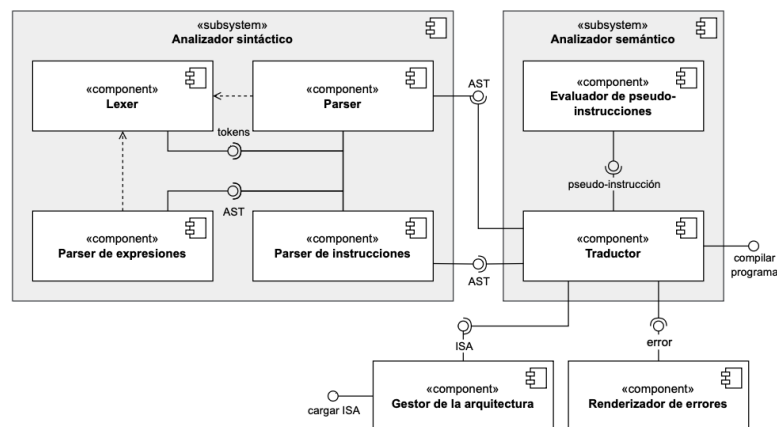 «subsystem»
Analizador sintáctico
«subsystem»
Analizador semántico
«component»
Lexer
«component»
Parser
AST
«component»
Evaluador de pseudo-
instrucciones
tokens
AST
pseudo-instrucción
«component»
Parser de expresiones
«component»
Parser de instrucciones
AST
«component»
Traductor
compilar
programa
ISA
error
cargar ISA
«component»
Gestor de la arquitectura
«component»
Renderizador de errores